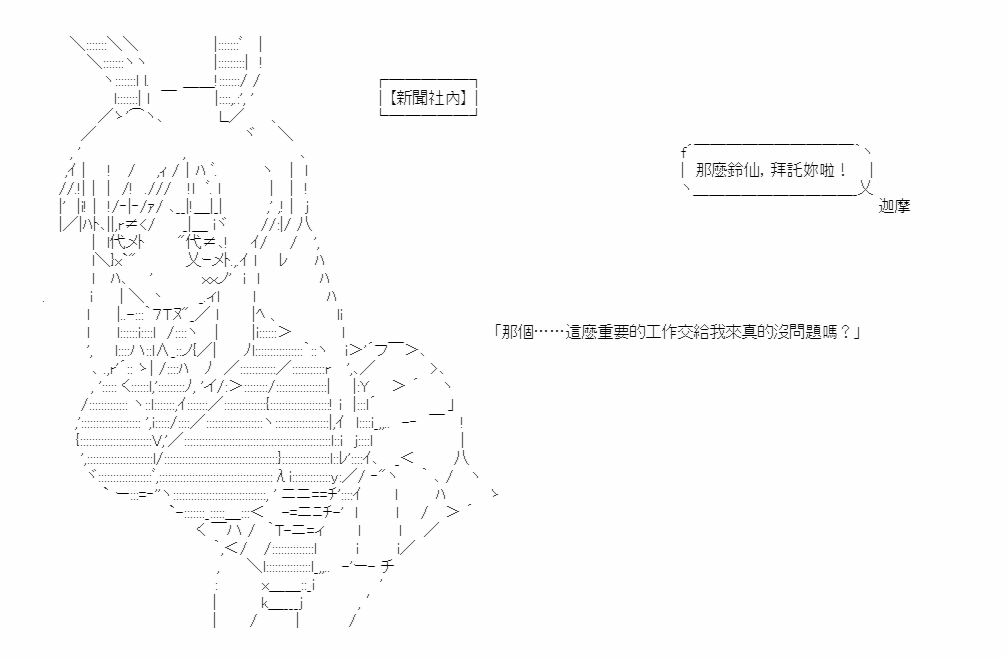 【新聞社內】
那麼鈴仙，拜託妳啦！
迦摩
「那個……這麼重要的工作交給我來真的沒問題嗎？」